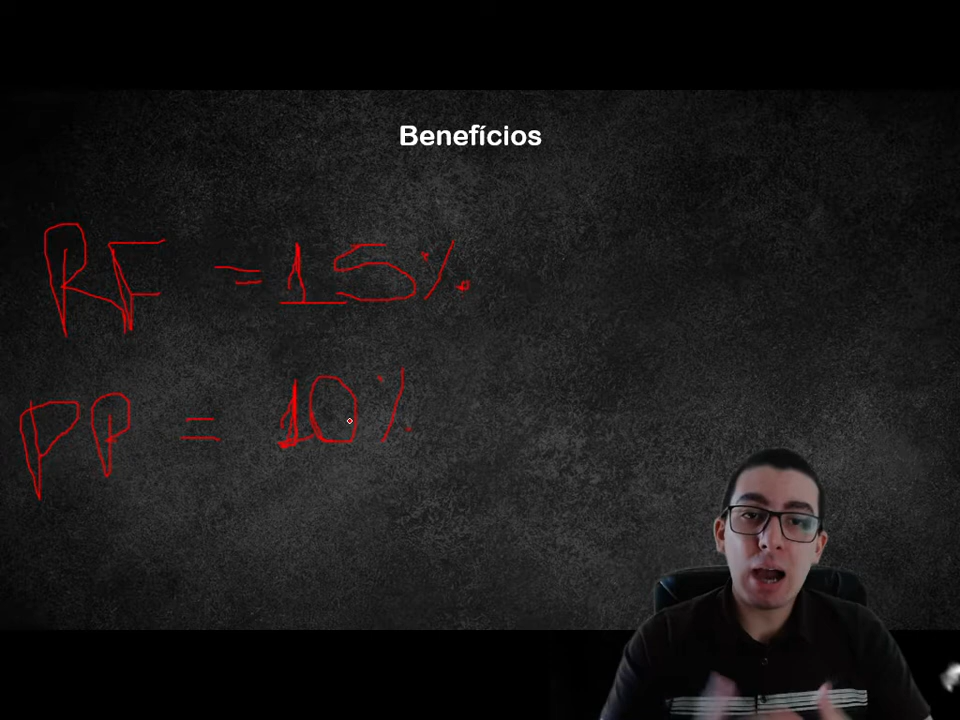 Benefícios
RF = 15%
PP = 10%